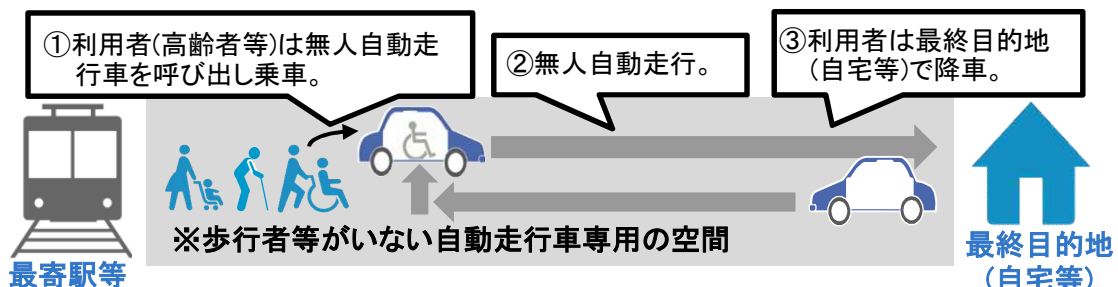 ①利用者(高齢者等)は無人自動走
行車を呼び出し乗車。
②無人自動走行。
③利用者は最終目的地
(自宅等)で降車。
※歩行者等がいない自動走行車専用の空間
最寄駅等
最終目的地
(自宅等)